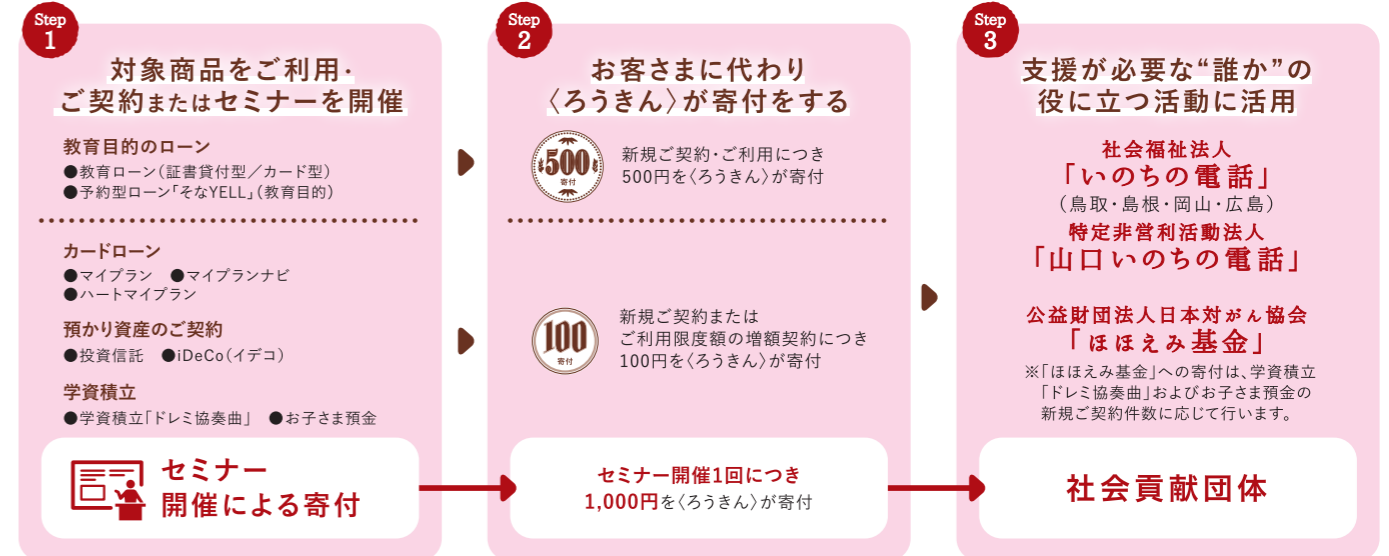 Step
1
対象商品をご利用・
ご契約またはセミナーを開催
教育目的のローン
●教育ローン（証書貸付型／カード型）
●予約型ローン「そなYELL」（教育目的）
カードローン
●マイプラン ●マイプランナビ
●ハートマイプラン
預かり資産のご契約
●投資信託 ●iDeCo（イデコ）
学資積立
●学資積立「ドレミ協奏曲」 ●お子さま預金
セミナー
開催による寄付
Step
2
お客さまに代わり
〈ろうきん〉が寄付をする
500
寄付
新規ご契約・ご利用につき
500円を〈ろうきん〉が寄付
100
寄付
新規ご契約または
ご利用限度額の増額契約につき
100円を〈ろうきん〉が寄付
セミナー開催1回につき
1,000円を〈ろうきん〉が寄付
Step
3
支援が必要な“誰か”の
役に立つ活動に活用
社会福祉法人
「いのちの電話」
（鳥取・島根・岡山・広島）
特定非営利活動法人
「山口いのちの電話」
公益財団法人日本対がん協会
「ほほえみ基金」
※「ほほえみ基金」への寄付は、学資積立
「ドレミ協奏曲」およびお子さま預金の
新規ご契約件数に応じて行います。
社会貢献団体